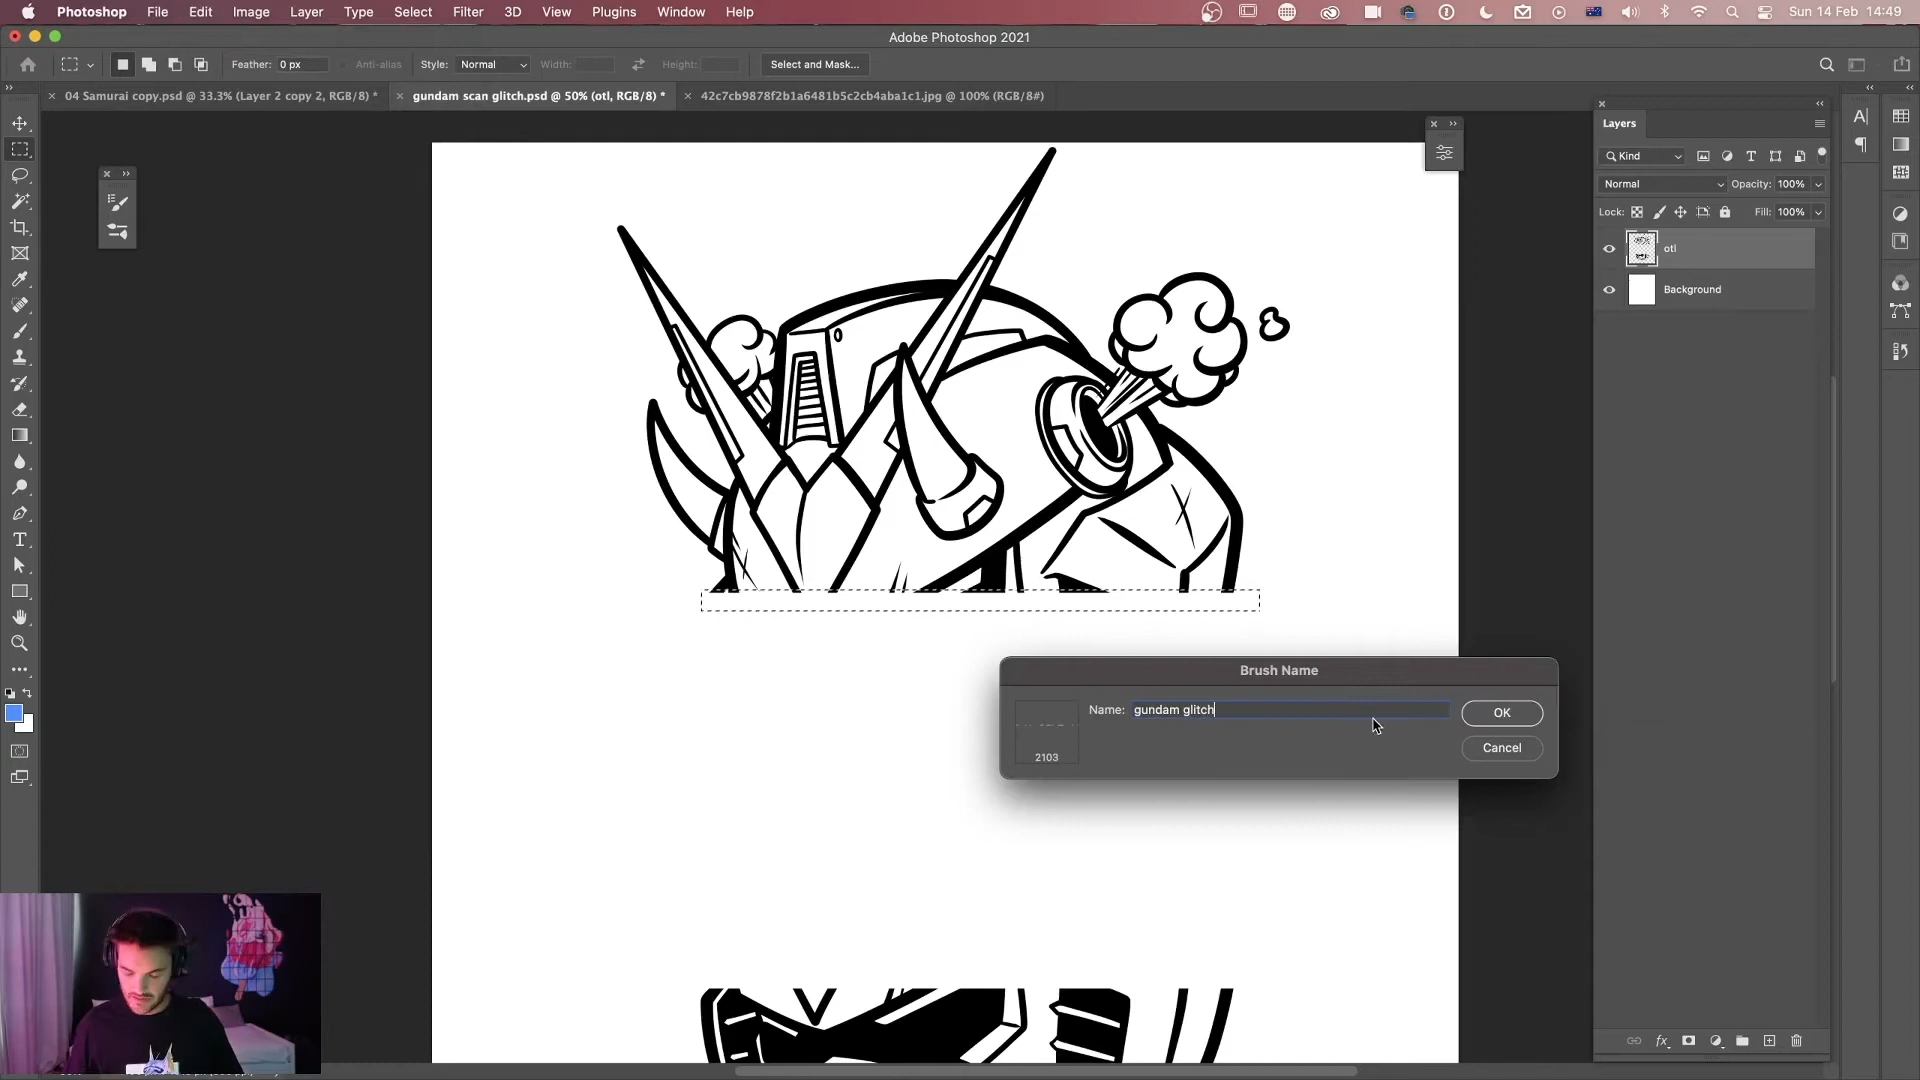 Photoshop File Edit Image Layer Type Select Filter 3D View Plugins Window Help
Sun 14 Feb 14:49
Adobe Photoshop 2021
Feather: 0 px Anti-alias Style: Normal Width: Height: Select and Mask...
04 Samurai copy.psd @ 33.3% (Layer 2 copy 2, RGB/8) *
gundam scan glitch.psd @ 50% (otl, RGB/8) *
42c7cb9878f2b1a6481b5c2cb4aba1c1.jpg @ 100% (RGB/8#)
Layers
Kind
Normal Opacity: 100%
Lock: Fill: 100%
otl
Background
Brush Name
Name: gundam glitch
OK
2103
Cancel